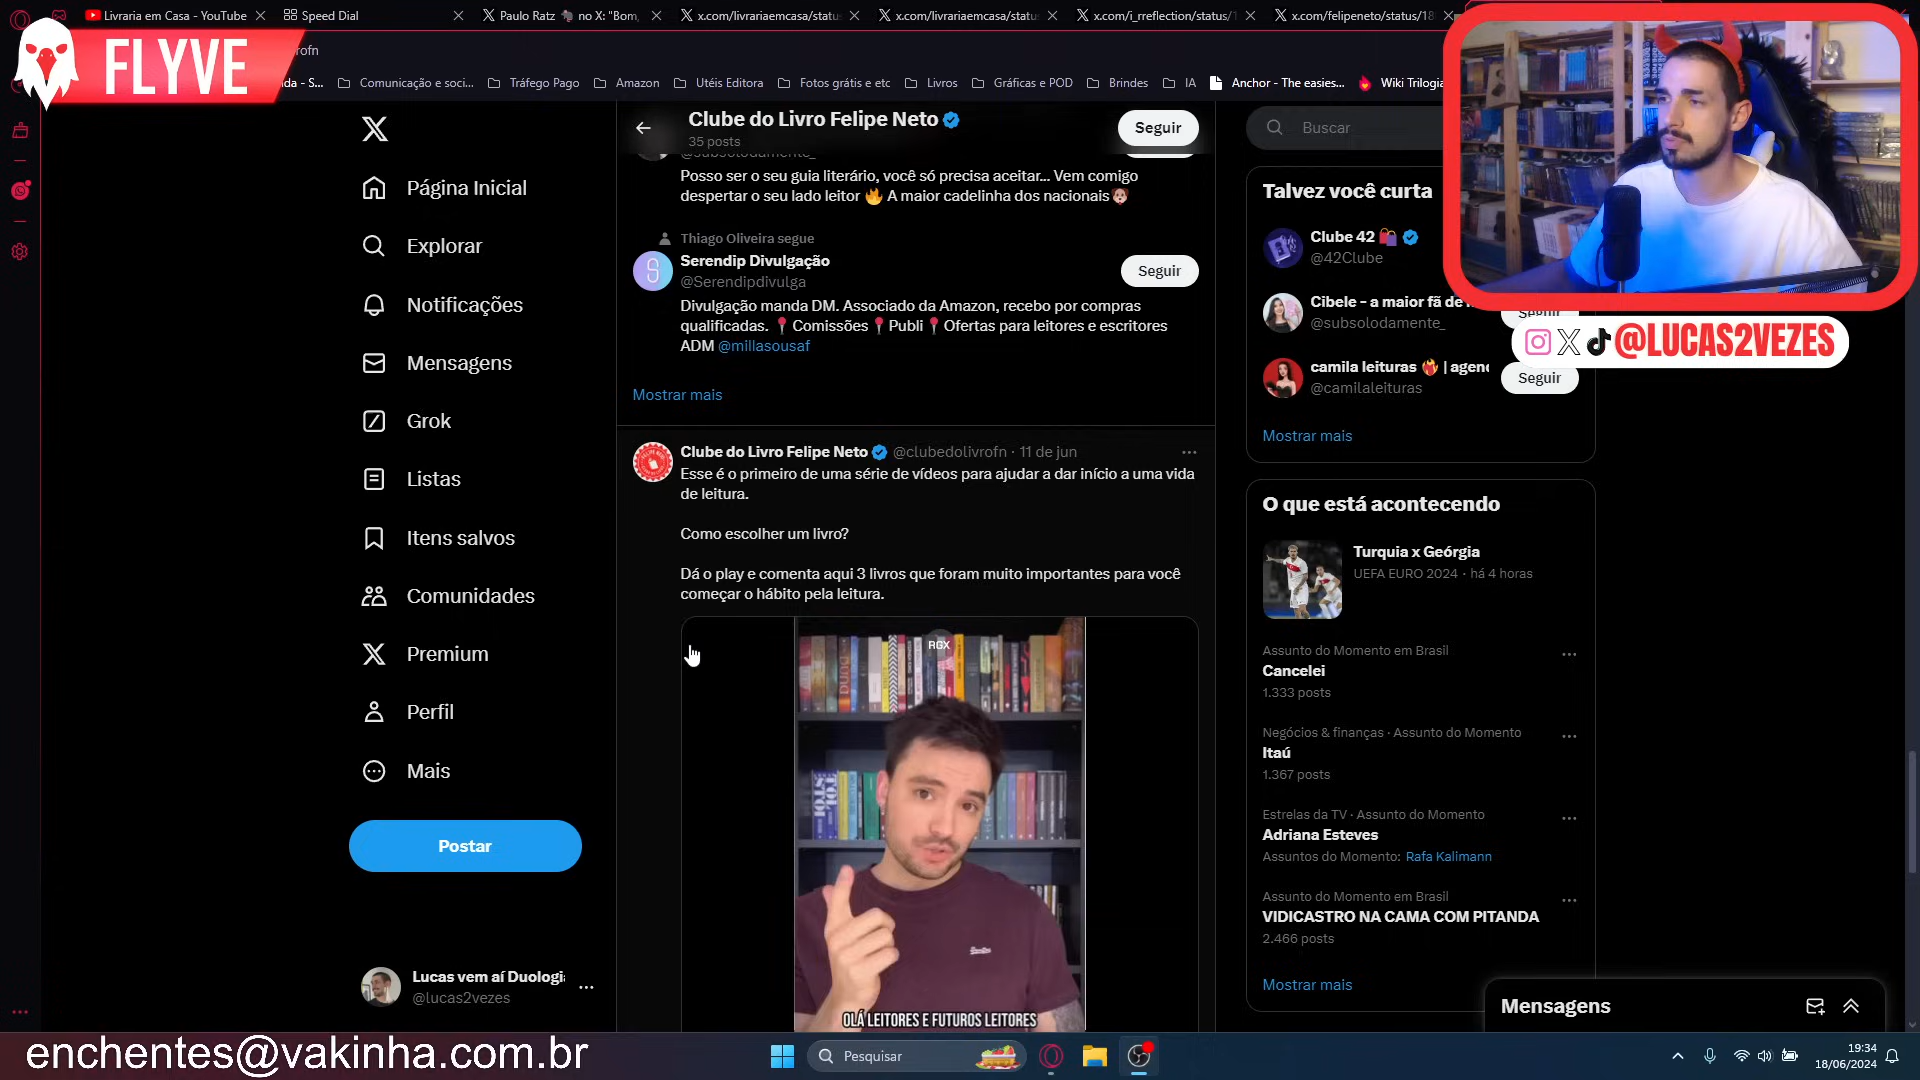 Livraria em Casa - YouTube
Speed Dial
Paulo Ratz no X: "Bom,
x.com/livrariaemcasa/statu
x.com/livrariaemcasa/statu
x.com/i_rreflection/status/1
x.com/felipeneto/status/18
FLYVE
ofn
da - S...
Comunicação e soci...
Tráfego Pago
Amazon
Utéis Editora
Fotos grátis e etc
Livros
Gráficas e POD
Brindes
IA
Anchor - The easies...
Wiki Trilogia
Página Inicial
Explorar
Notificações
Mensagens
Grok
Listas
Itens salvos
Comunidades
Premium
Perfil
Mais
Postar
Lucas vem aí Duologi
@lucas2vezes
Clube do Livro Felipe Neto
35 posts
Seguir
@subsolodamente_
Posso ser o seu guia literário, você só precisa aceitar... Vem comigo
despertar o seu lado leitor 🔥 A maior cadelinha dos nacionais🐶
Thiago Oliveira segue
Serendip Divulgação
@Serendipdivulga
Seguir
Divulgação manda DM. Associado da Amazon, recebo por compras
qualificadas. 📍Comissões📍Publi📍Ofertas para leitores e escritores
ADM @millasousaf
Mostrar mais
Clube do Livro Felipe Neto @clubedolivrofn · 11 de jun
Esse é o primeiro de uma série de vídeos para ajudar a dar início a uma vida
de leitura.
Como escolher um livro?
Dá o play e comenta aqui 3 livros que foram muito importantes para você
começar o hábito pela leitura.
RGX
OLÁ LEITORES E FUTUROS LEITORES
Buscar
Talvez você curta
Clube 42
@42Clube
Cibele - a maior fã de
@subsolodamente_
Seguir
camila leituras ❤️‍🔥 | agen
@camilaleituras
Seguir
Mostrar mais
@LUCAS2VEZES
O que está acontecendo
Turquia x Geórgia
UEFA EURO 2024 · há 4 horas
Assunto do Momento em Brasil
Cancelei
1.333 posts
Negócios & finanças · Assunto do Momento
Itaú
1.367 posts
Estrelas da TV · Assunto do Momento
Adriana Esteves
Assuntos do Momento: Rafa Kalimann
Assunto do Momento em Brasil
VIDICASTRO NA CAMA COM PITANDA
2.466 posts
Mostrar mais
Mensagens
enchentes@vakinha.com.br
Pesquisar
19:34
18/06/2024